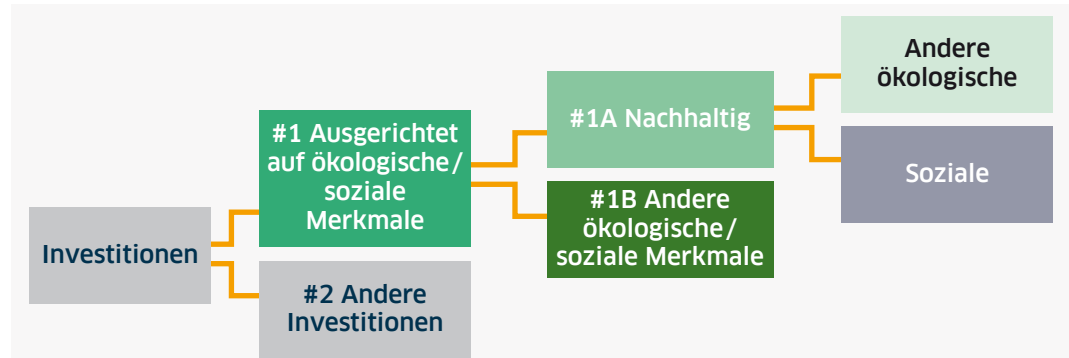 Investitionen
#1 Ausgerichtet
auf ökologische/
soziale
Merkmale
#2 Andere
Investitionen
#1A Nachhaltig
#1B Andere
ökologische/
soziale Merkmale
Andere
ökologische
Soziale